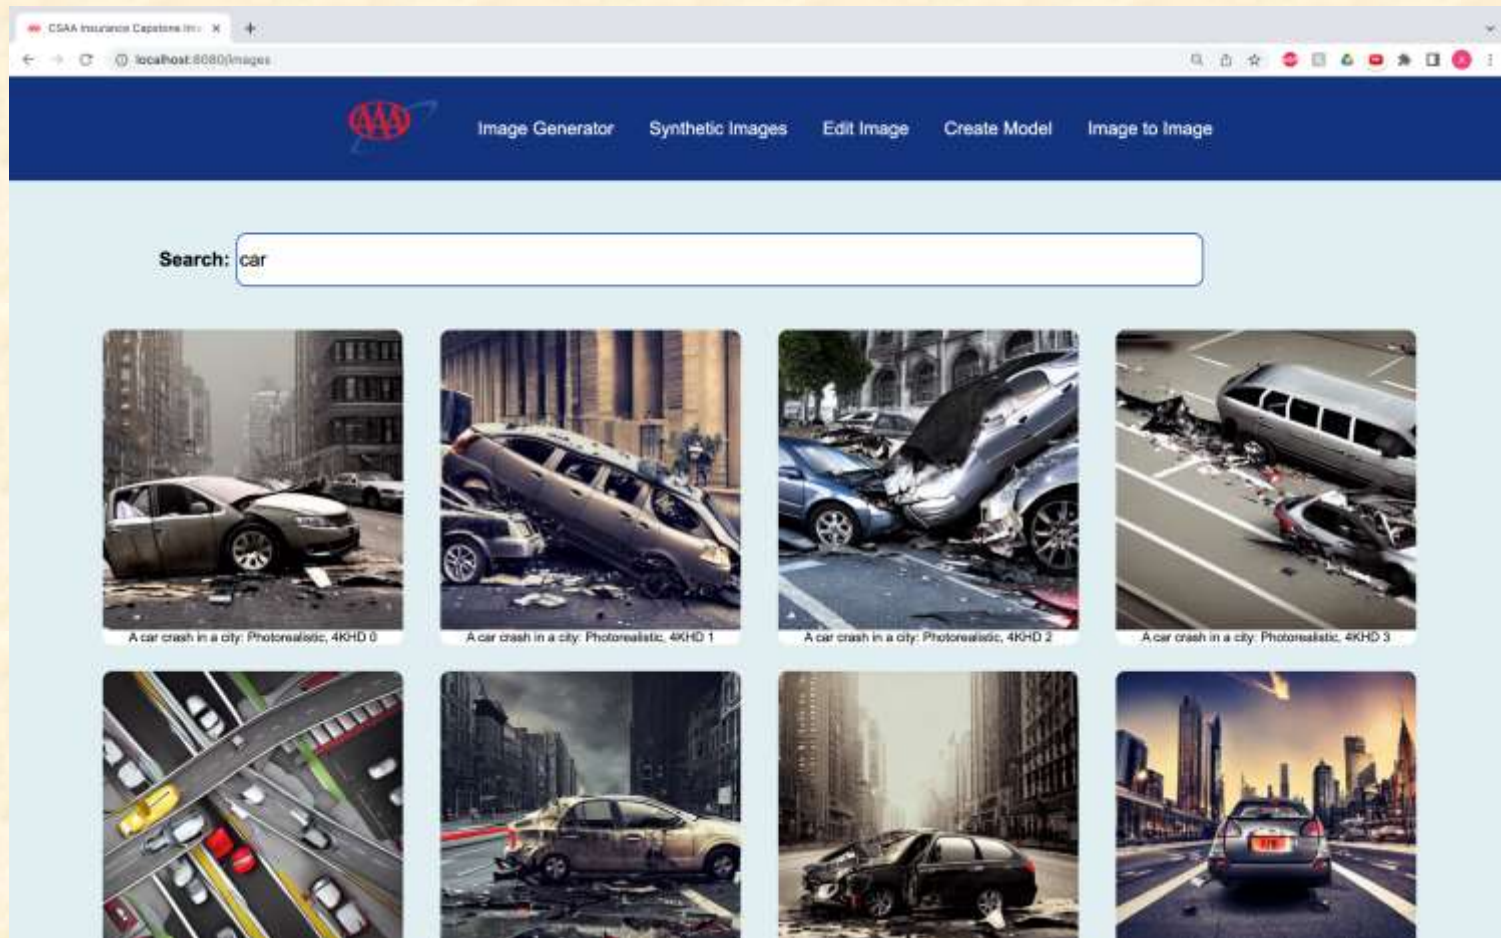 CSAA Insurance Capstone
localhost:8080/images
AAA
Image Generator Synthetic Images Edit Image Create Model Image to Image
Search: car
A car crash in a city: Photorealistic, 4KHD 0
A car crash in a city: Photorealistic, 4KHD 1
A car crash in a city: Photorealistic, 4KHD 2
A car crash in a city: Photorealistic, 4KHD 3